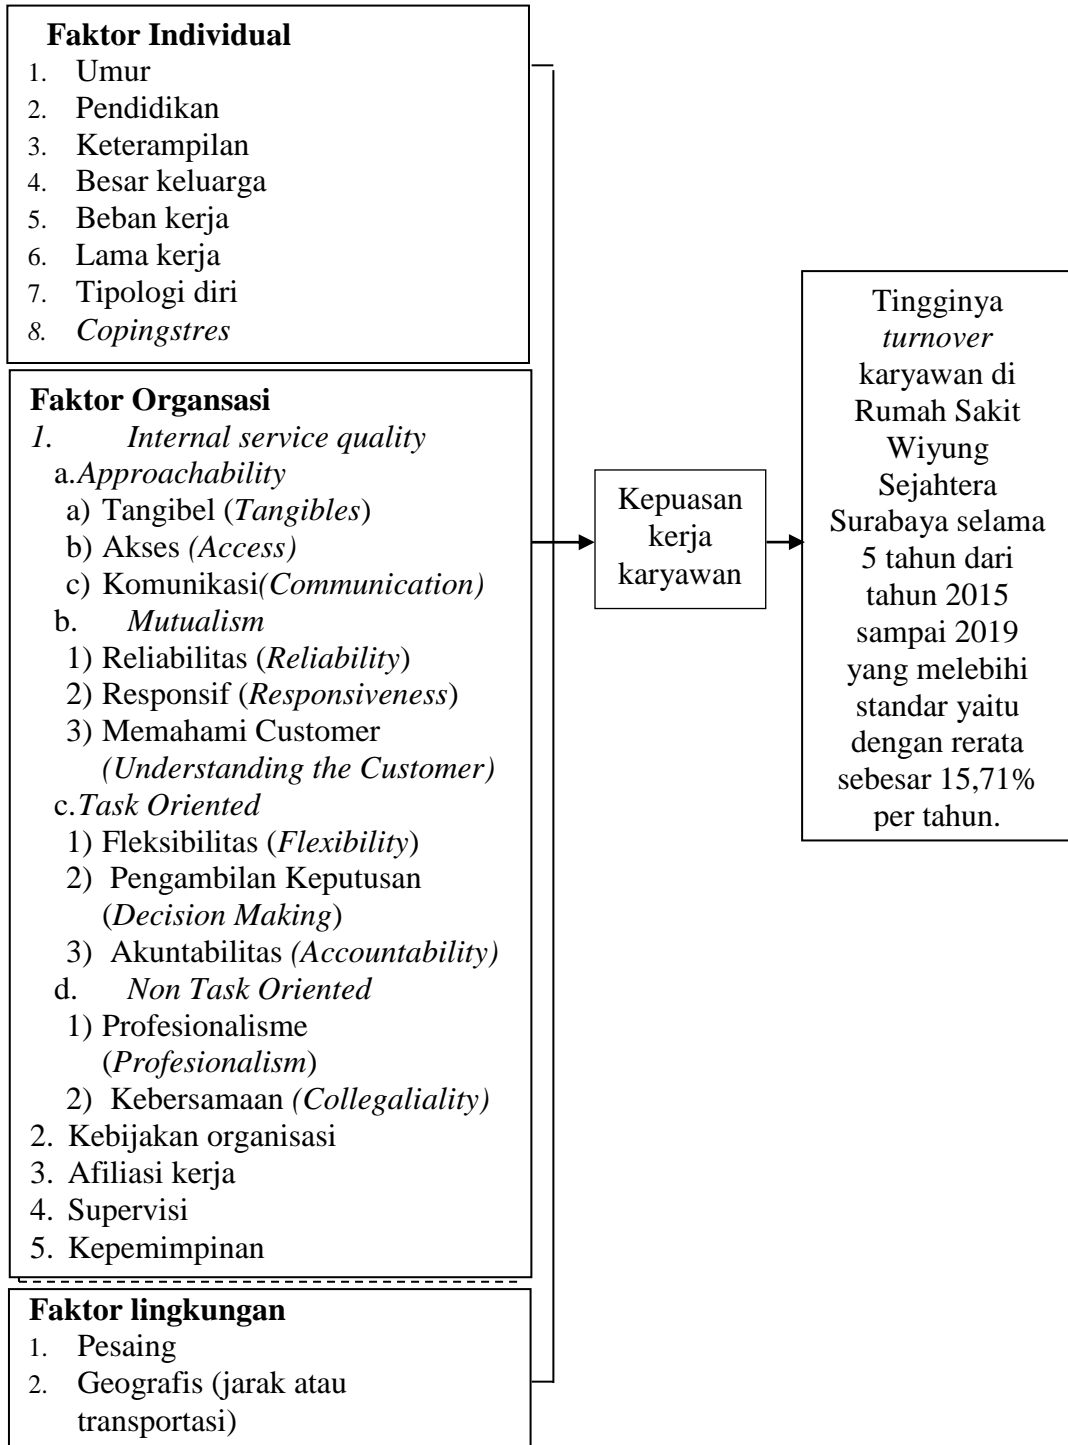 Faktor Individual
1. Umur
2. Pendidikan
3. Keterampilan
4. Besar keluarga
5. Beban kerja
6. Lama kerja
7. Tipologi diri
8. Copingstres
Faktor Organsasi
1. Internal service quality
a.Approachability
a) Tangibel (Tangibles)
b) Akses (Access)
c) Komunikasi(Communication)
b. Mutualism
1) Reliabilitas (Reliability)
2) Responsif (Responsiveness)
3) Memahami Customer
(Understanding the Customer)
c.Task Oriented
1) Fleksibilitas (Flexibility)
2) Pengambilan Keputusan
(Decision Making)
3) Akuntabilitas (Accountability)
d. Non Task Oriented
1) Profesionalisme
(Profesionalism)
2) Kebersamaan (Collegaliality)
2. Kebijakan organisasi
3. Afiliasi kerja
4. Supervisi
5. Kepemimpinan
Faktor lingkungan
1. Pesaing
2. Geografis (jarak atau
transportasi)
Kepuasan
kerja
karyawan
Tingginya
turnover
karyawan di
Rumah Sakit
Wiyung
Sejahtera
Surabaya selama
5 tahun dari
tahun 2015
sampai 2019
yang melebihi
standar yaitu
dengan rerata
sebesar 15,71%
per tahun.